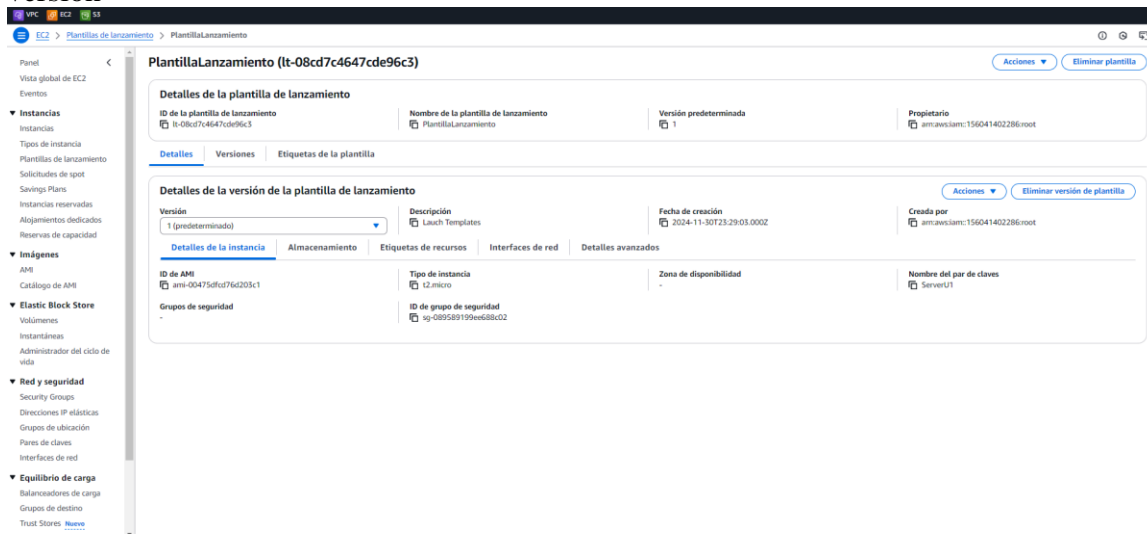 VPC EC2 S3
EC2 > Plantillas de lanzamiento > PlantillaLanzamiento
Panel
Vista global de EC2
Eventos
Instancias
Instancias
Tipos de instancia
Plantillas de lanzamiento
Solicitudes de spot
Savings Plans
Instancias reservadas
Alojamientos dedicados
Reservas de capacidad
Imágenes
AMI
Catálogo de AMI
Elastic Block Store
Volúmenes
Instantáneas
Administrador del ciclo de
vida
Red y seguridad
Security Groups
Direcciones IP elásticas
Grupos de ubicación
Pares de claves
Interfaces de red
Equilibrio de carga
Balanceadores de carga
Grupos de destino
Trust Stores Nuevo
PlantillaLanzamiento (lt-08cd7c4647cde96c3)
Acciones Eliminar plantilla
Detalles de la plantilla de lanzamiento
ID de la plantilla de lanzamiento Nombre de la plantilla de lanzamiento Versión predeterminada Propietario
lt-08cd7c4647cde96c3 PlantillaLanzamiento 1 arn:aws:iam::156041402286:root
Detalles Versiones Etiquetas de la plantilla
Detalles de la versión de la plantilla de lanzamiento
Acciones Eliminar versión de plantilla
Versión Descripción Fecha de creación Creada por
1 (predeterminado) Lauch Templates 2024-11-30T23:29:03.000Z arn:aws:iam::156041402286:root
Detalles de la instancia Almacenamiento Etiquetas de recursos Interfaces de red Detalles avanzados
ID de AMI Tipo de instancia Zona de disponibilidad Nombre del par de claves
ami-00475dfcd76d203c1 t2.micro - ServerU1
Grupos de seguridad ID de grupo de seguridad
- sg-089589199ee688c02